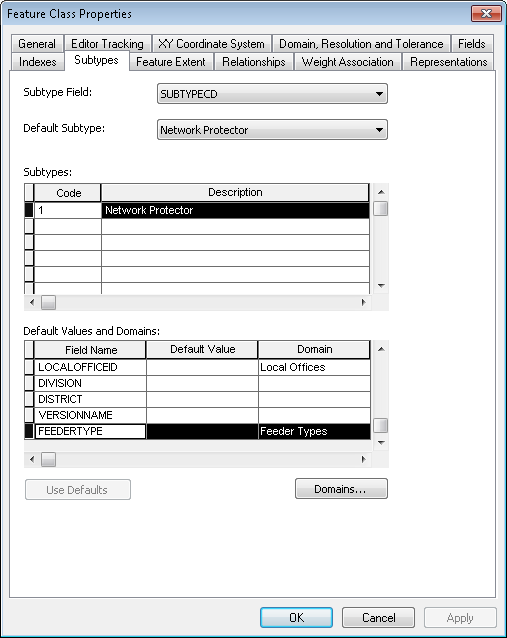 Feature Class Properties
General Editor Tracking XY Coordinate System Domain, Resolution and Tolerance Fields
Indexes Subtypes Feature Extent Relationships Weight Association Representations
Subtype Field: SUBTYPECD
Default Subtype: Network Protector
Subtypes:
Code Description
1 Network Protector
Default Values and Domains:
Field Name Default Value Domain
LOCALOFFICEID Local Offices
DIVISION
DISTRICT
VERSIONNAME
FEEDERTYPE Feeder Types
Use Defaults Domains...
OK Cancel Apply